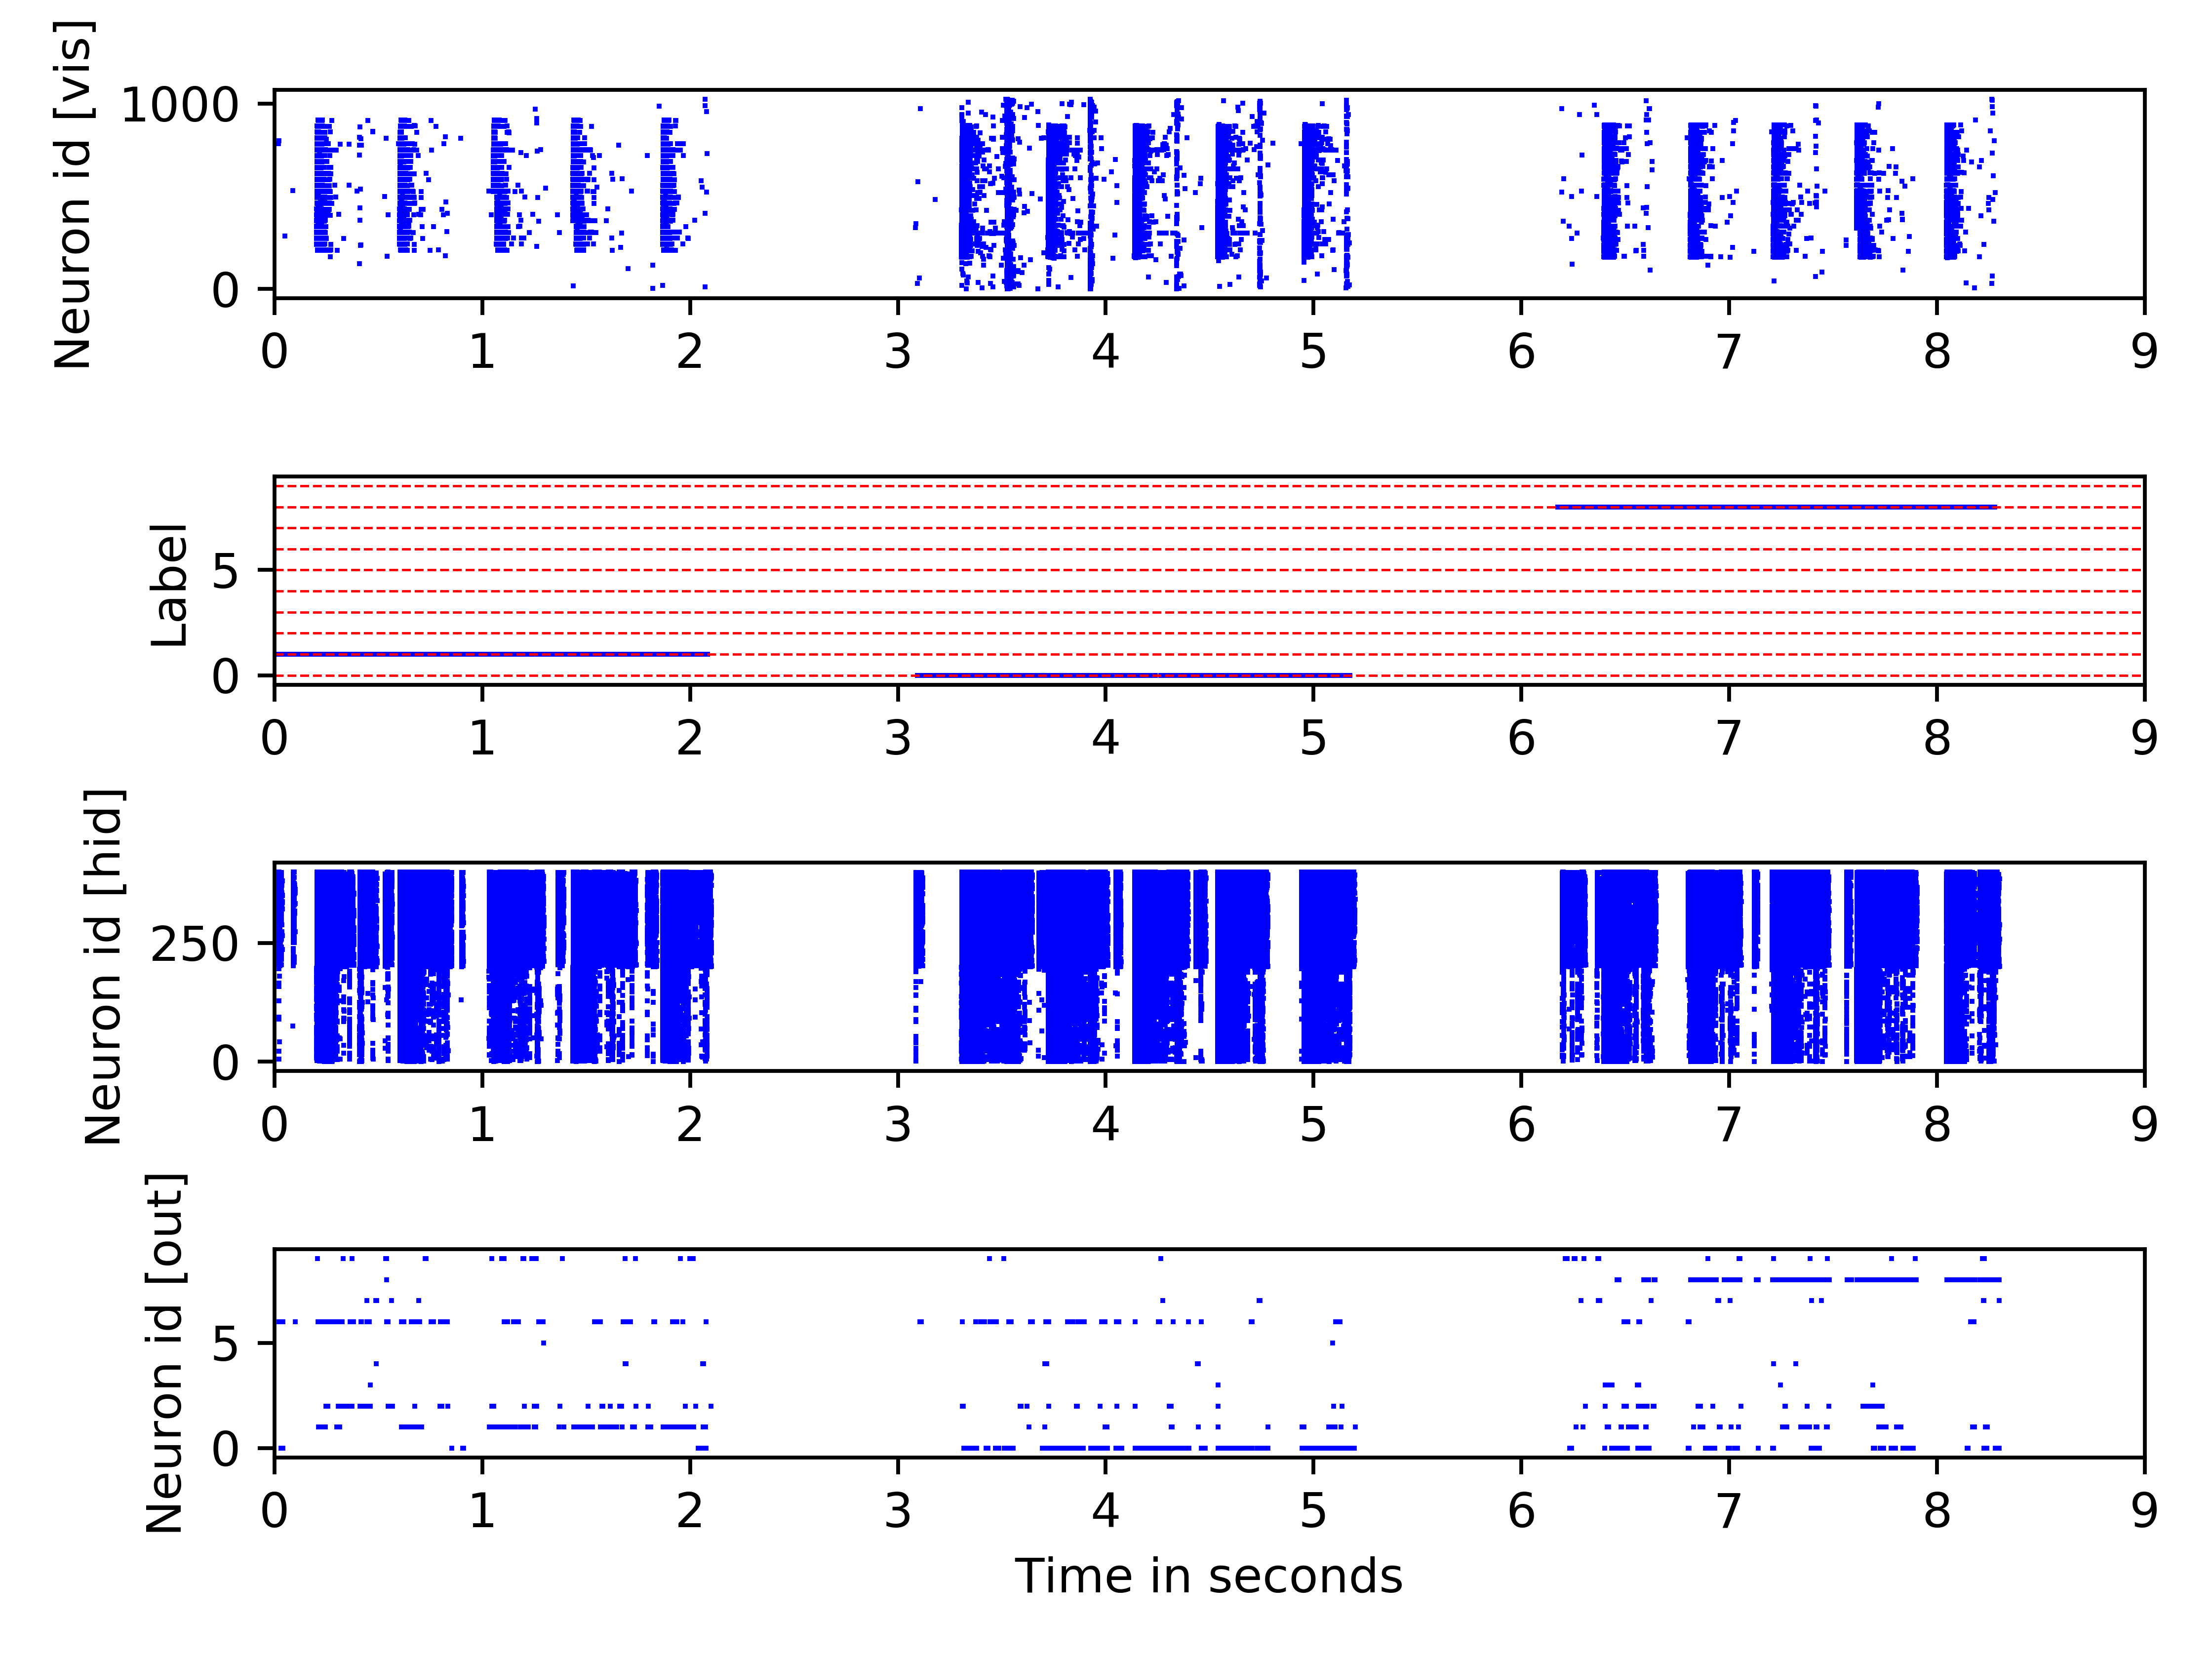 Neuron id [vis]
1000
0
0 1 2 3 4 5 6 7 8 9
Label
5
0
0 1 2 3 4 5 6 7 8 9
Neuron id [hid]
250
0
0 1 2 3 4 5 6 7 8 9
Neuron id [out]
5
0
0 1 2 3 4 5 6 7 8 9
Time in seconds